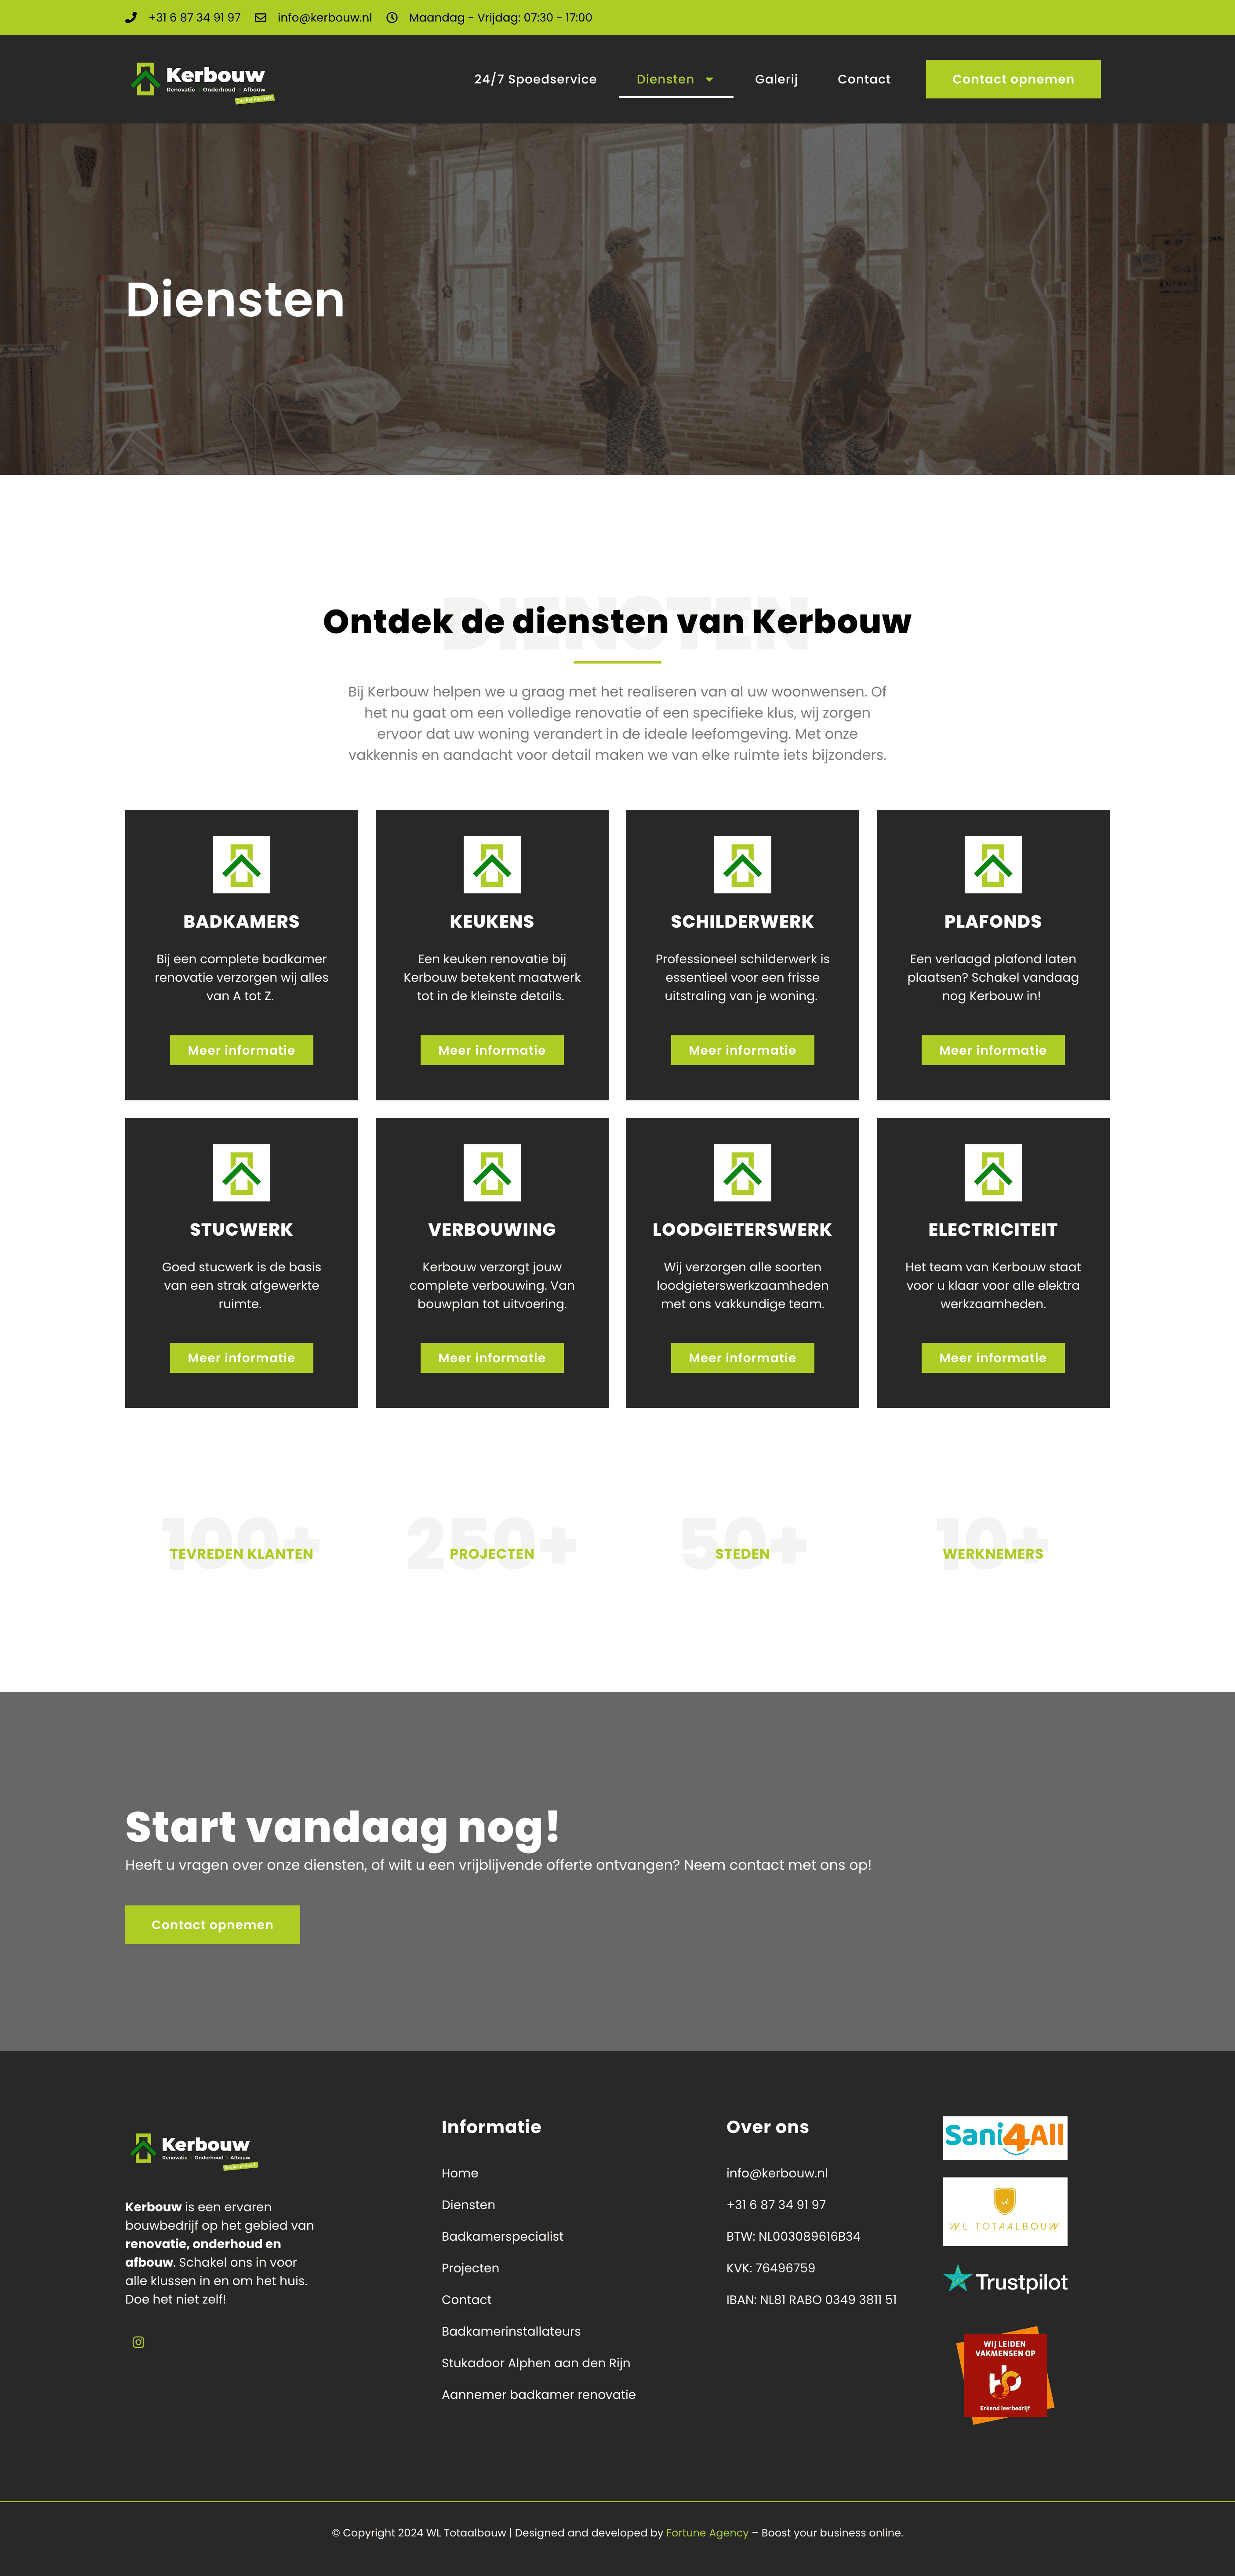 +31 6 87 34 91 97 info@kerbouw.nl Maandag - Vrijdag: 07:30 - 17:00
Kerbouw
Renovatie Onderhoud Afbouw
24/7 Spoedservice Diensten Galerij Contact Contact opnemen
Diensten
DIENSTEN
Ontdek de diensten van Kerbouw
Bij Kerbouw helpen we u graag met het realiseren van al uw woonwensen. Of
het nu gaat om een volledige renovatie of een specifieke klus, wij zorgen
ervoor dat uw woning verandert in de ideale leefomgeving. Met onze
vakkennis en aandacht voor detail maken we van elke ruimte iets bijzonders.
BADKAMERS
Bij een complete badkamer
renovatie verzorgen wij alles
van A tot Z.
Meer informatie
KEUKENS
Een keuken renovatie bij
Kerbouw betekent maatwerk
tot in de kleinste details.
Meer informatie
SCHILDERWERK
Professioneel schilderwerk is
essentieel voor een frisse
uitstraling van je woning.
Meer informatie
PLAFONDS
Een verlaagd plafond laten
plaatsen? Schakel vandaag
nog Kerbouw in!
Meer informatie
STUCWERK
Goed stucwerk is de basis
van een strak afgewerkte
ruimte.
Meer informatie
VERBOUWING
Kerbouw verzorgt jouw
complete verbouwing. Van
bouwplan tot uitvoering.
Meer informatie
LOODGIETERSWERK
Wij verzorgen alle soorten
loodgieterswerkzaamheden
met ons vakkundige team.
Meer informatie
ELECTRICITEIT
Het team van Kerbouw staat
voor u klaar voor alle elektra
werkzaamheden.
Meer informatie
100+
TEVREDEN KLANTEN
250+
PROJECTEN
50+
STEDEN
10+
WERKNEMERS
Start vandaag nog!
Heeft u vragen over onze diensten, of wilt u een vrijblijvende offerte ontvangen? Neem contact met ons op!
Contact opnemen
Kerbouw
Renovatie Onderhoud Afbouw
Kerbouw is een ervaren
bouwbedrijf op het gebied van
renovatie, onderhoud en
afbouw. Schakel ons in voor
alle klussen in en om het huis.
Doe het niet zelf!
Informatie
Home
Diensten
Badkamerspecialist
Projecten
Contact
Badkamerinstallateurs
Stukadoor Alphen aan den Rijn
Aannemer badkamer renovatie
Over ons
info@kerbouw.nl
+31 6 87 34 91 97
BTW: NL003089616B34
KVK: 76496759
IBAN: NL81 RABO 0349 3811 51
Sani4All
WL TOTAALBOUW
Trustpilot
WIJ LEIDEN
VAKMENSEN OP
Erkend leerbedrijf
© Copyright 2024 WL Totaalbouw | Designed and developed by Fortune Agency – Boost your business online.